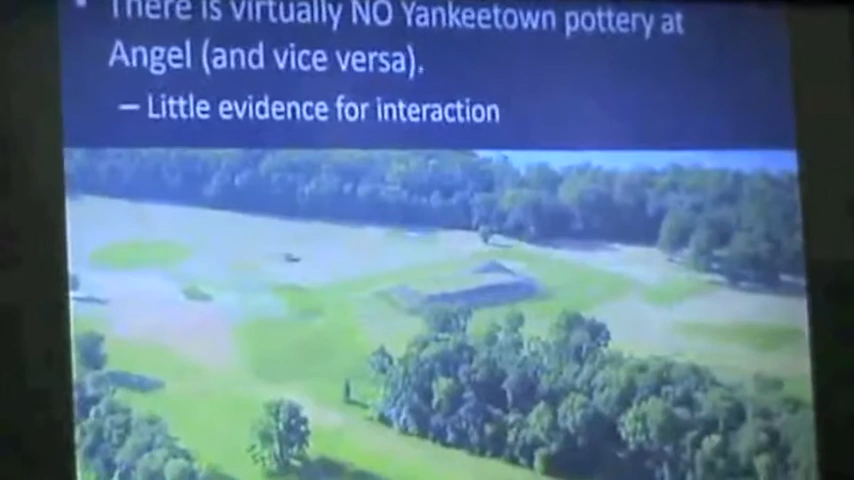 • There is virtually NO Yankeetown pottery at
Angel (and vice versa).
– Little evidence for interaction